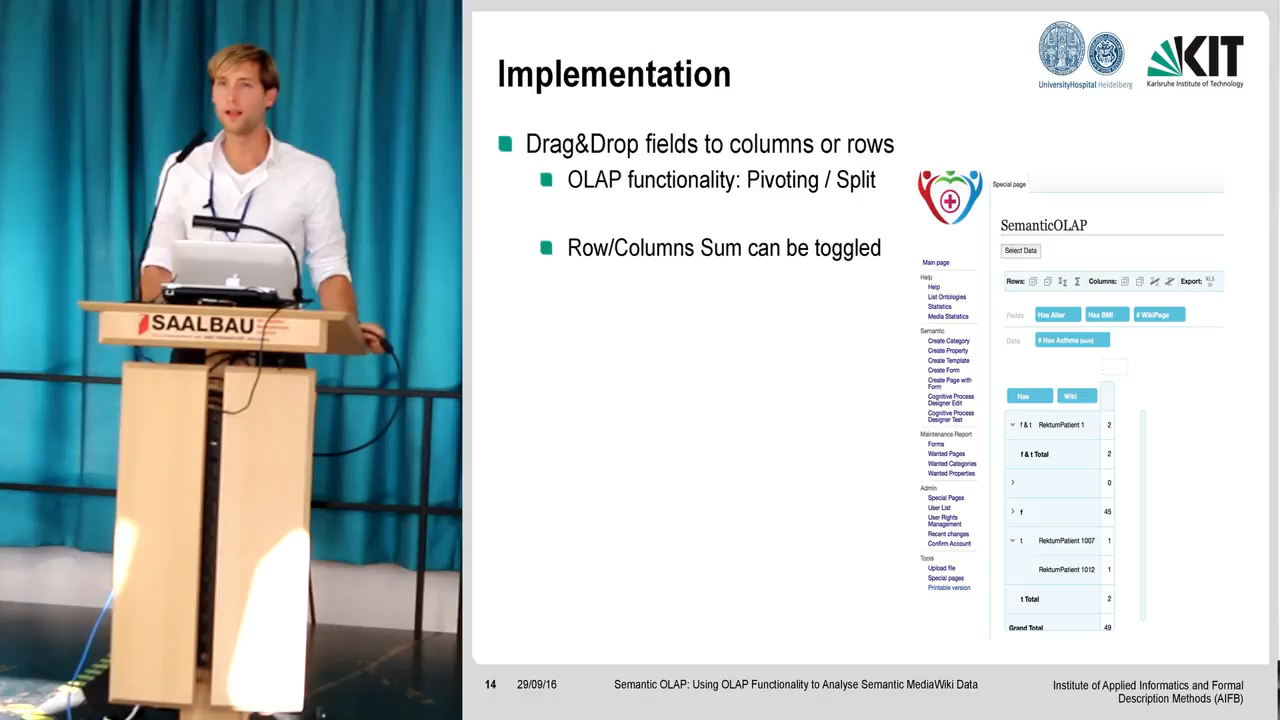 SAALBAU
Implementation
UniversityHospital Heidelberg
KIT
Karlsruhe Institute of Technology
Drag&Drop fields to columns or rows
OLAP functionality: Pivoting / Split
Row/Columns Sum can be toggled
Main page
Help
Help
List Ontologies
Statistics
Media Statistics
Semantic
Create Category
Create Property
Create Template
Create Form
Create Page with
Form
Cognitive Process
Designer Edit
Cognitive Process
Designer Test
Maintenance Report
Forms
Wanted Pages
Wanted Categories
Wanted Properties
Admin
Special Pages
User List
User Rights
Management
Recent changes
Confirm Account
Tools
Upload file
Special pages
Printable version
Special page
SemanticOLAP
Select Data
Rows: Columns: Export: XLS
Fields Has Alter Has BMI # WikiPage
Data # Has Asthma (sum)
Has Wiki
f & t RektumPatient 1 2
f & t Total 2
0
f 45
t RektumPatient 1007 1
RektumPatient 1012 1
t Total 2
Grand Total 49
14 29/09/16 Semantic OLAP: Using OLAP Functionality to Analyse Semantic MediaWiki Data
Institute of Applied Informatics and Formal
Description Methods (AIFB)